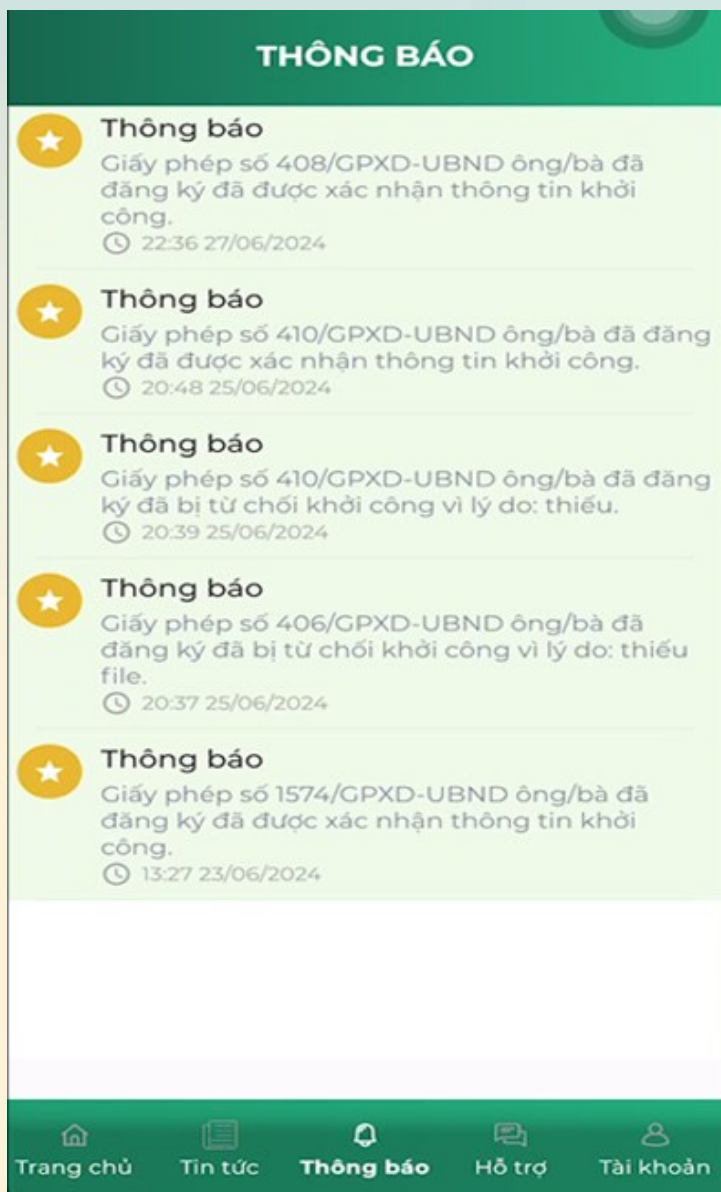 THÔNG BÁO
Thông báo
Giấy phép số 408/GPXD-UBND ông/bà đã
đăng ký đã được xác nhận thông tin khởi
công.
22:36 27/06/2024
Thông báo
Giấy phép số 410/GPXD-UBND ông/bà đã đăng
ký đã được xác nhận thông tin khởi công.
20:48 25/06/2024
Thông báo
Giấy phép số 410/GPXD-UBND ông/bà đã đăng
ký đã bị từ chối khởi công vì lý do: thiếu.
20:39 25/06/2024
Thông báo
Giấy phép số 406/GPXD-UBND ông/bà đã
đăng ký đã bị từ chối khởi công vì lý do: thiếu
file.
20:37 25/06/2024
Thông báo
Giấy phép số 1574/GPXD-UBND ông/bà đã
đăng ký đã được xác nhận thông tin khởi
công.
13:27 23/06/2024
Trang chủ Tin tức Thông báo Hỗ trợ Tài khoản